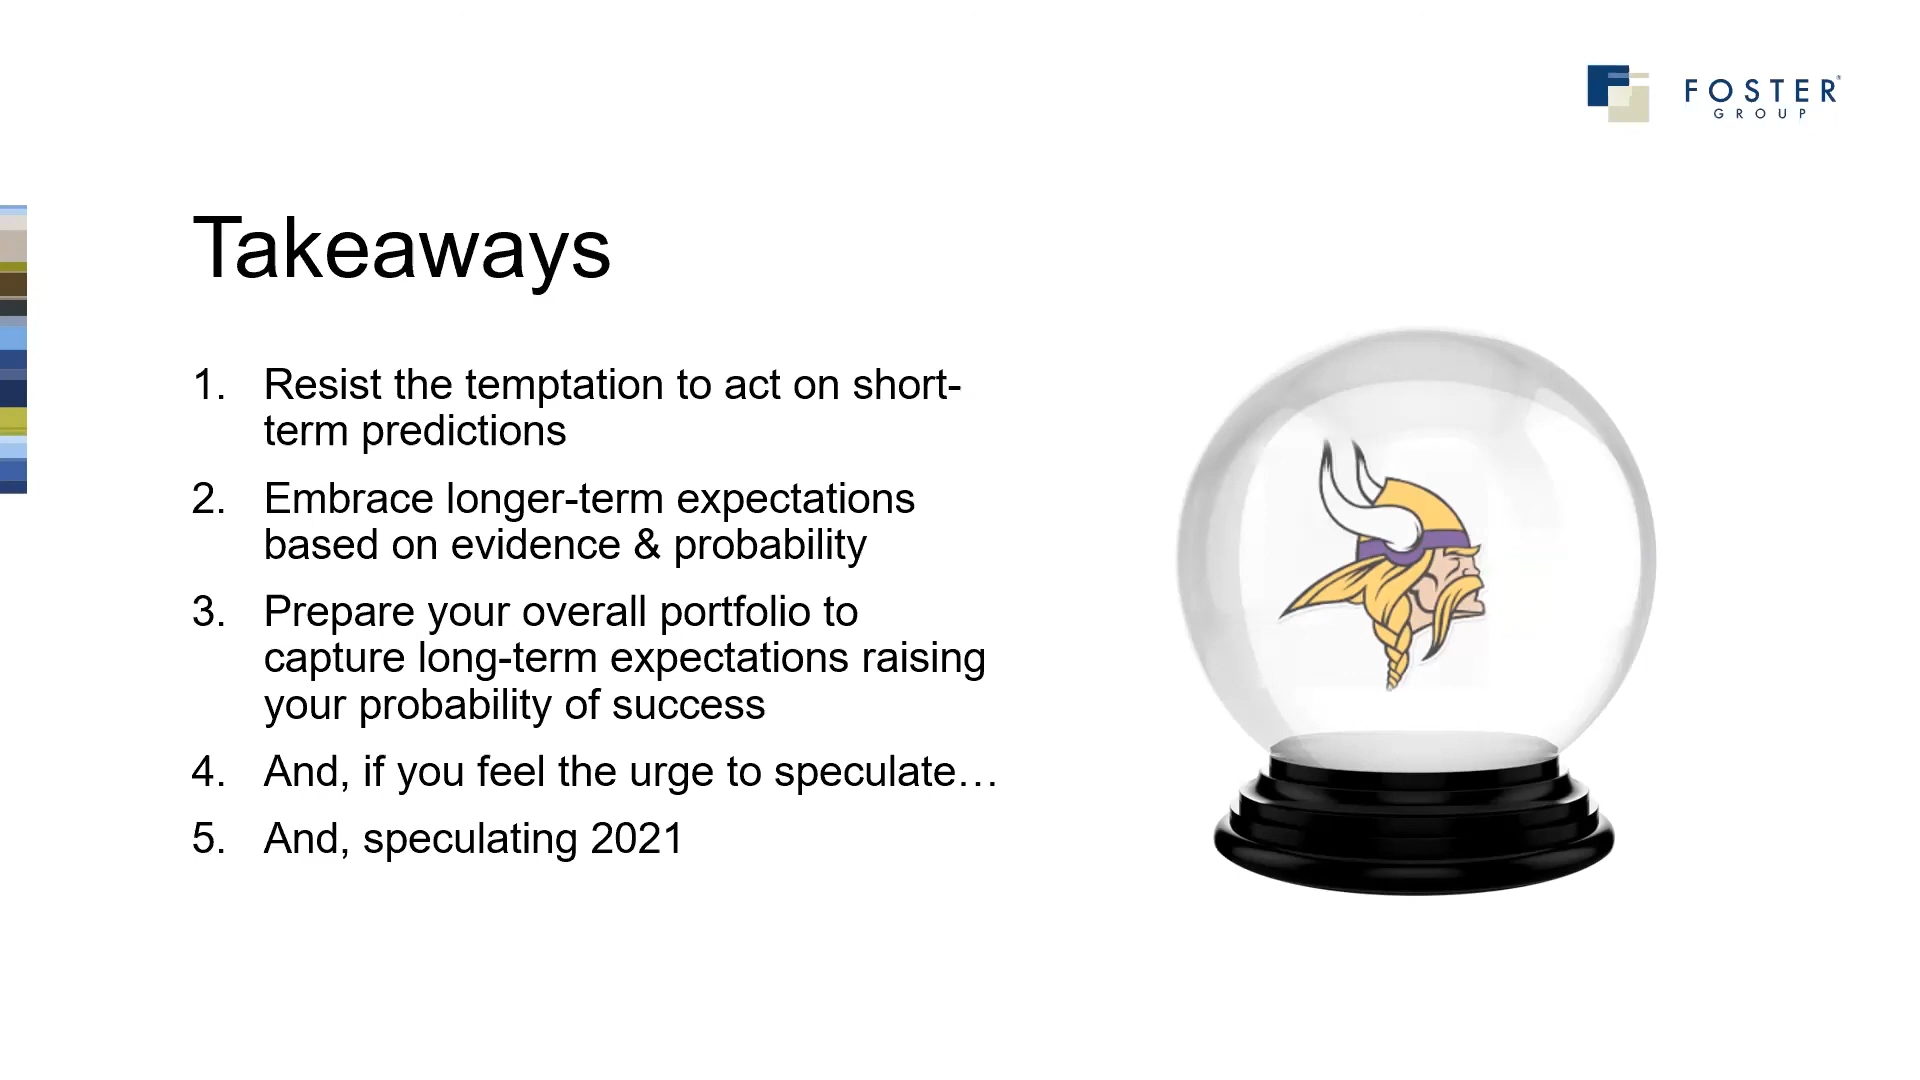 FOSTER®
GROUP
Takeaways
1. Resist the temptation to act on short-
term predictions
2. Embrace longer-term expectations
based on evidence & probability
3. Prepare your overall portfolio to
capture long-term expectations raising
your probability of success
4. And, if you feel the urge to speculate…
5. And, speculating 2021